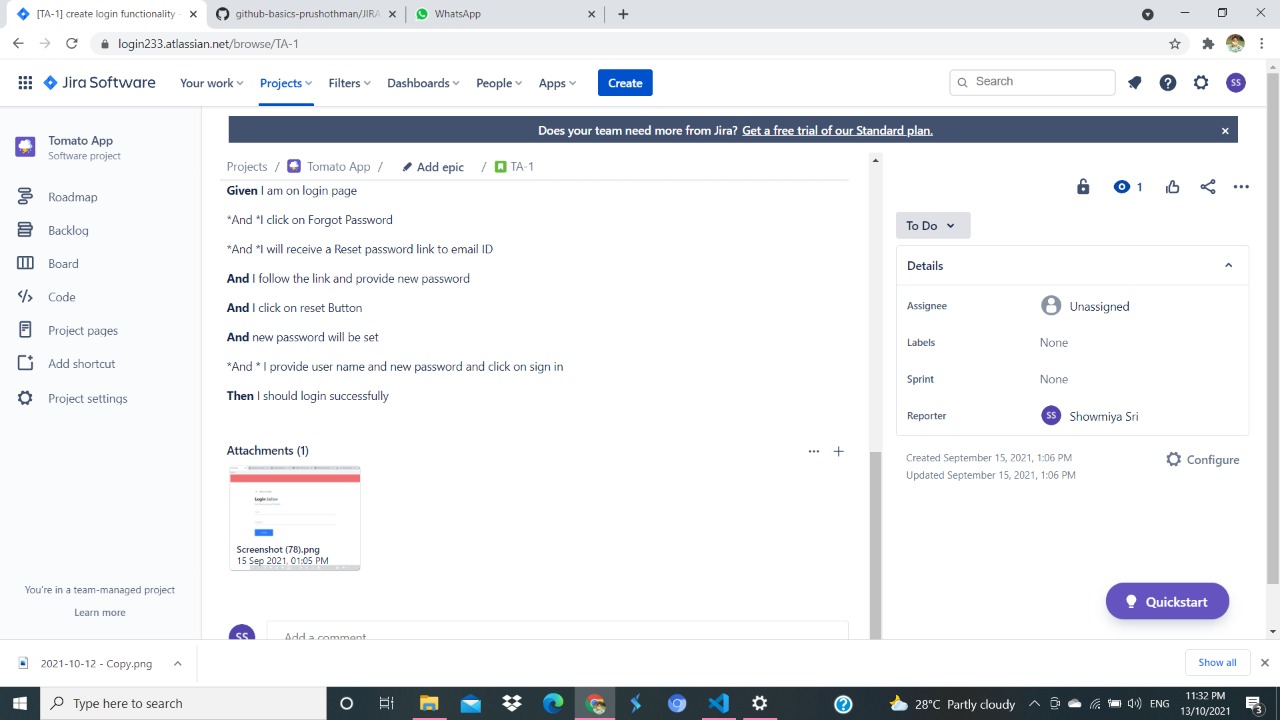 [TA-1] create login functionality -
github-basics-prushothman/JIRA
WhatsApp
login233.atlassian.net/browse/TA-1
Jira Software
Your work
Projects
Filters
Dashboards
People
Apps
Create
Search
SS
Tomato App
Software project
Does your team need more from Jira? Get a free trial of our Standard plan.
Projects / Tomato App / Add epic / TA-1
Given I am on login page
*And *I click on Forgot Password
*And *I will receive a Reset password link to email ID
And I follow the link and provide new password
And I click on reset Button
And new password will be set
*And * I provide user name and new password and click on sign in
Then I should login successfully
Roadmap
Backlog
Board
Code
Project pages
Add shortcut
Project settings
1
To Do
Details
Assignee Unassigned
Labels None
Sprint None
Reporter SS Showmiya Sri
Created September 15, 2021, 1:06 PM
Updated September 15, 2021, 1:06 PM
Configure
Attachments (1)
Screenshot (78).png
15 Sep 2021, 01:05 PM
You're in a team-managed project
Learn more
Quickstart
SS
Add a comment
2021-10-12 - Copy.png
Show all
Type here to search
28°C Partly cloudy
ENG
11:32 PM
13/10/2021
3